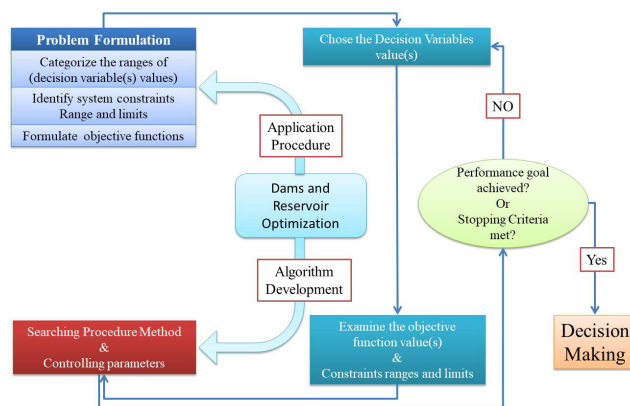 Problem Formulation
Categorize the ranges of
(decision variable(s) values)
Identify system constraints
Range and limits
Formulate objective functions
Chose the Decision Variables
value(s)
NO
Application
Procedure
Performance goal
achieved?
Or
Stopping Criteria
met?
Dams and
Reservoir
Optimization
Yes
Algorithm
Development
Searching Procedure Method
&
Controlling parameters
Examine the objective
function value(s)
&
Constraints ranges and limits
Decision
Making